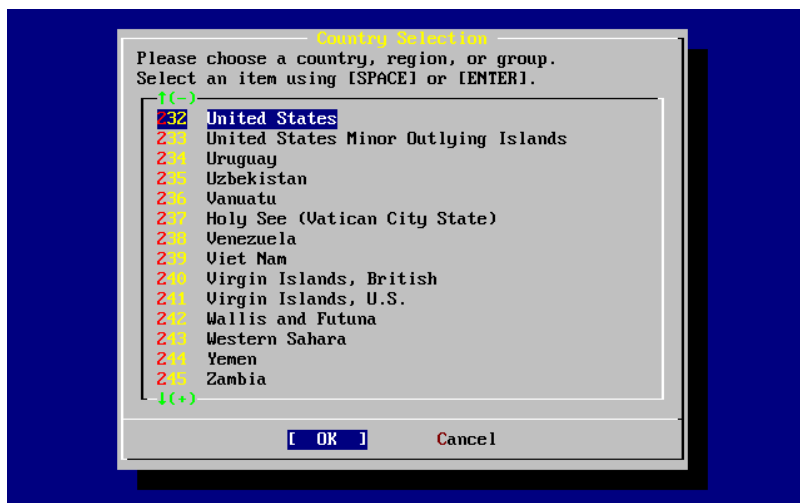 Country Selection
Please choose a country, region, or group.
Select an item using [SPACE] or [ENTER].
↑(-)
232 United States
233 United States Minor Outlying Islands
234 Uruguay
235 Uzbekistan
236 Vanuatu
237 Holy See (Vatican City State)
238 Venezuela
239 Viet Nam
240 Virgin Islands, British
241 Virgin Islands, U.S.
242 Wallis and Futuna
243 Western Sahara
244 Yemen
245 Zambia
↓(+)
[ OK ] Cancel